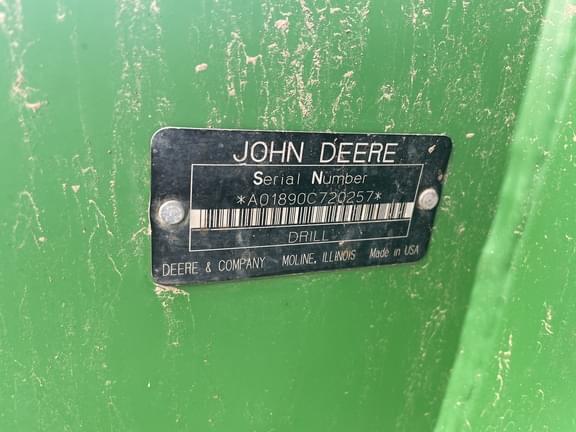 JOHN DEERE
Serial Number
*A01890C720257*
DRILL
DEERE & COMPANY MOLINE, ILLINOIS Made in USA